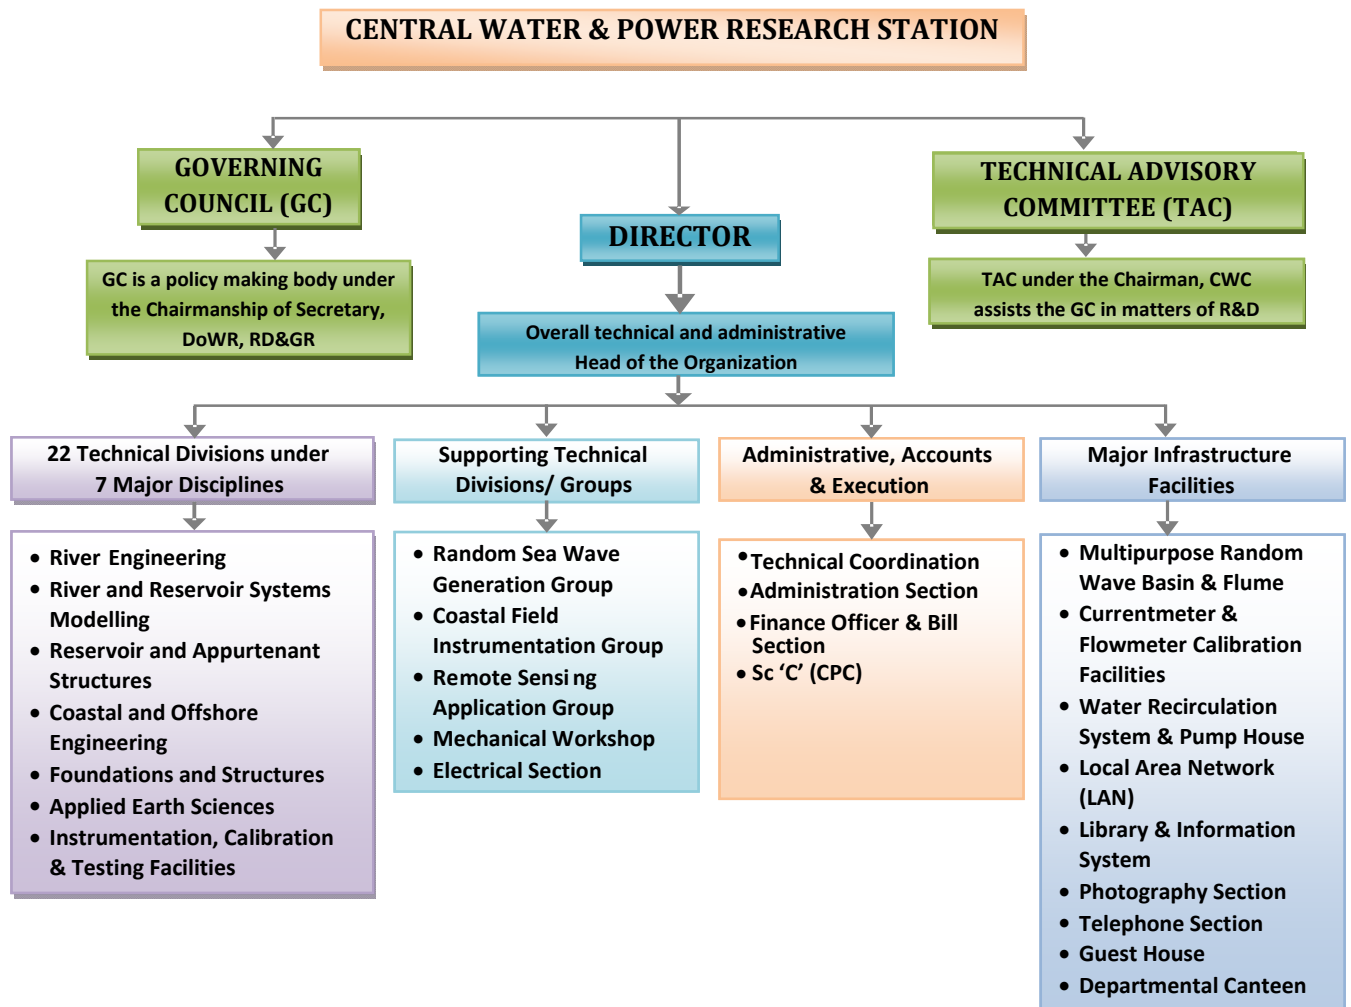 CENTRAL WATER & POWER RESEARCH STATION
GOVERNING
COUNCIL (GC)
GC is a policy making body under
the Chairmanship of Secretary,
DoWR, RD&GR
DIRECTOR
Overall technical and administrative
Head of the Organization
TECHNICAL ADVISORY
COMMITTEE (TAC)
TAC under the Chairman, CWC
assists the GC in matters of R&D
22 Technical Divisions under
7 Major Disciplines
• River Engineering
• River and Reservoir Systems
Modelling
• Reservoir and Appurtenant
Structures
• Coastal and Offshore
Engineering
• Foundations and Structures
• Applied Earth Sciences
• Instrumentation, Calibration
& Testing Facilities
Supporting Technical
Divisions/ Groups
• Random Sea Wave
Generation Group
• Coastal Field
Instrumentation Group
• Remote Sensing
Application Group
• Mechanical Workshop
• Electrical Section
Administrative, Accounts
& Execution
• Technical Coordination
• Administration Section
• Finance Officer & Bill
Section
• Sc ‘C’ (CPC)
Major Infrastructure
Facilities
• Multipurpose Random
Wave Basin & Flume
• Currentmeter &
Flowmeter Calibration
Facilities
• Water Recirculation
System & Pump House
• Local Area Network
(LAN)
• Library & Information
System
• Photography Section
• Telephone Section
• Guest House
• Departmental Canteen